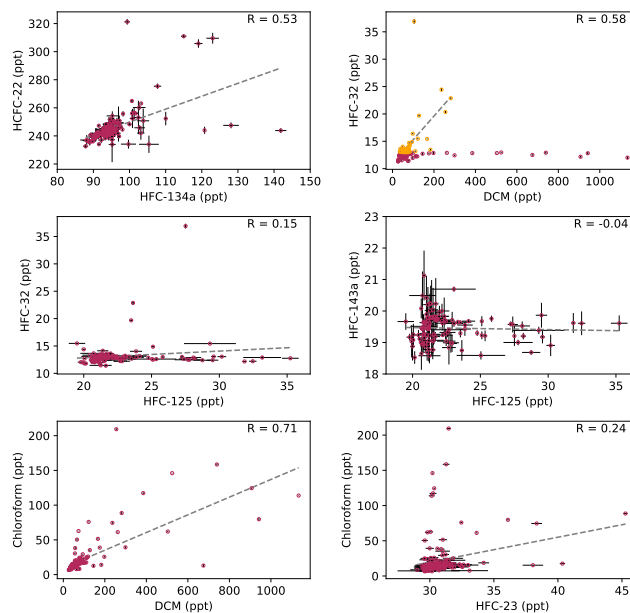 R = 0.53
HCFC-22 (ppt)
320
300
280
260
240
220
80 90 100 110 120 130 140 150
HFC-134a (ppt)
R = 0.58
HFC-32 (ppt)
35
30
25
20
15
10
0 200 400 600 800 1000
DCM (ppt)
R = 0.15
HFC-32 (ppt)
35
30
25
20
15
10
20 25 30 35
HFC-125 (ppt)
R = -0.04
HFC-143a (ppt)
23
22
21
20
19
18
20 25 30 35
HFC-125 (ppt)
R = 0.71
Chloroform (ppt)
200
150
100
50
0
0 200 400 600 800 1000
DCM (ppt)
R = 0.24
Chloroform (ppt)
200
150
100
50
0
30 35 40 45
HFC-23 (ppt)